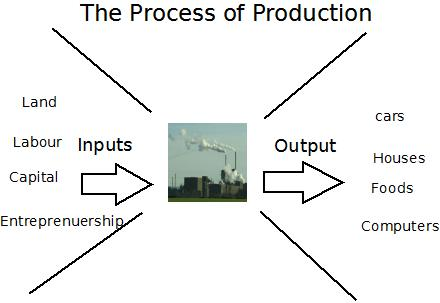 The Process of Production
Land
Labour
Capital
Entreprenuership
Inputs
Output
cars
Houses
Foods
Computers